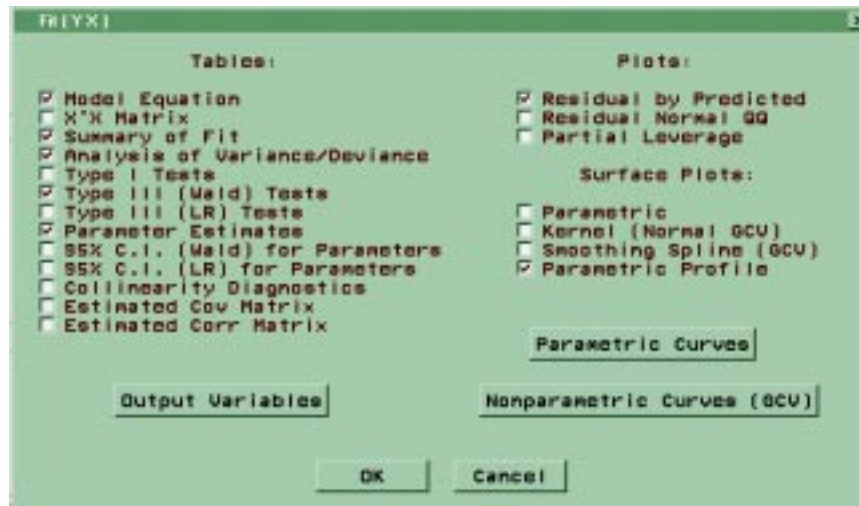 Fit(Y X)
Tables:
Model Equation
X'X Matrix
Summary of Fit
Analysis of Variance/Deviance
Type I Tests
Type III (Wald) Tests
Type III (LR) Tests
Parameter Estimates
95% C.I. (Wald) for Parameters
95% C.I. (LR) for Parameters
Collinearity Diagnostics
Estimated Cov Matrix
Estimated Corr Matrix
Output Variables
Plots:
Residual by Predicted
Residual Normal QQ
Partial Leverage
Surface Plots:
Parametric
Kernel (Normal GCV)
Smoothing Spline (GCV)
Parametric Profile
Parametric Curves
Nonparametric Curves (GCV)
OK
Cancel